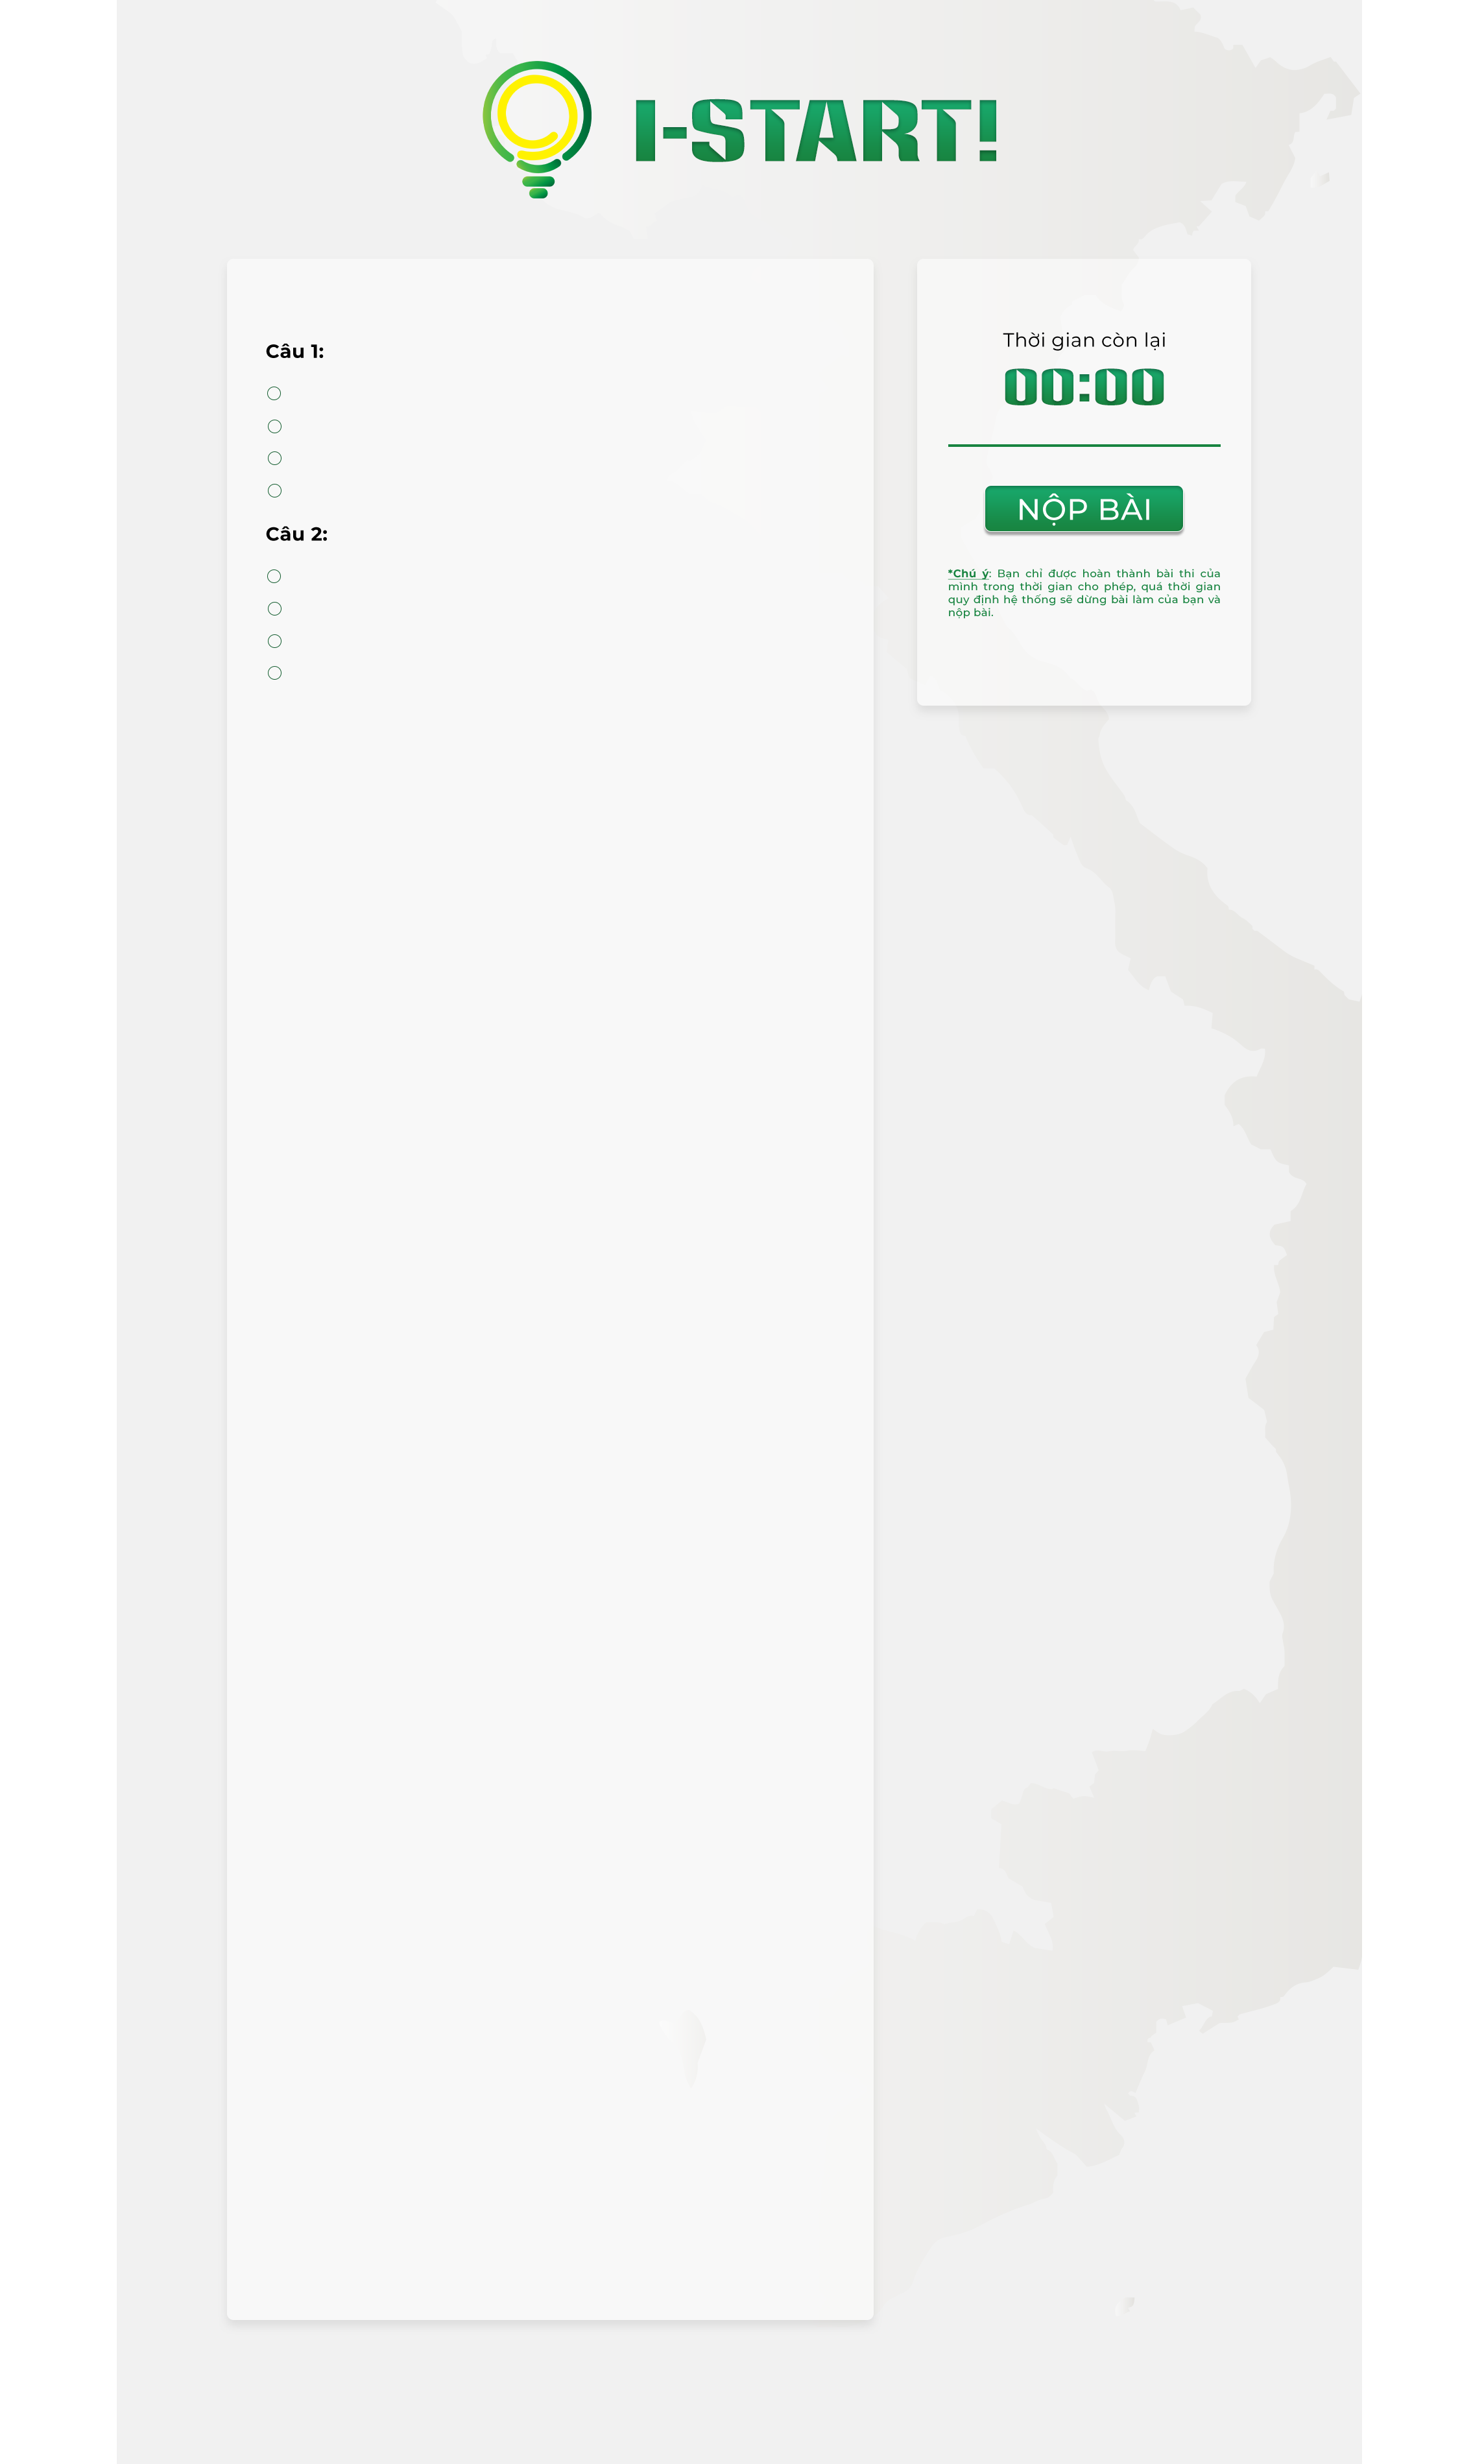 I-START!
Câu 1:
Câu 2:
Thời gian còn lại
00:00
NỘP BÀI
*Chú ý: Bạn chỉ được hoàn thành bài thi của
mình trong thời gian cho phép, quá thời gian
quy định hệ thống sẽ dừng bài làm của bạn và
nộp bài.